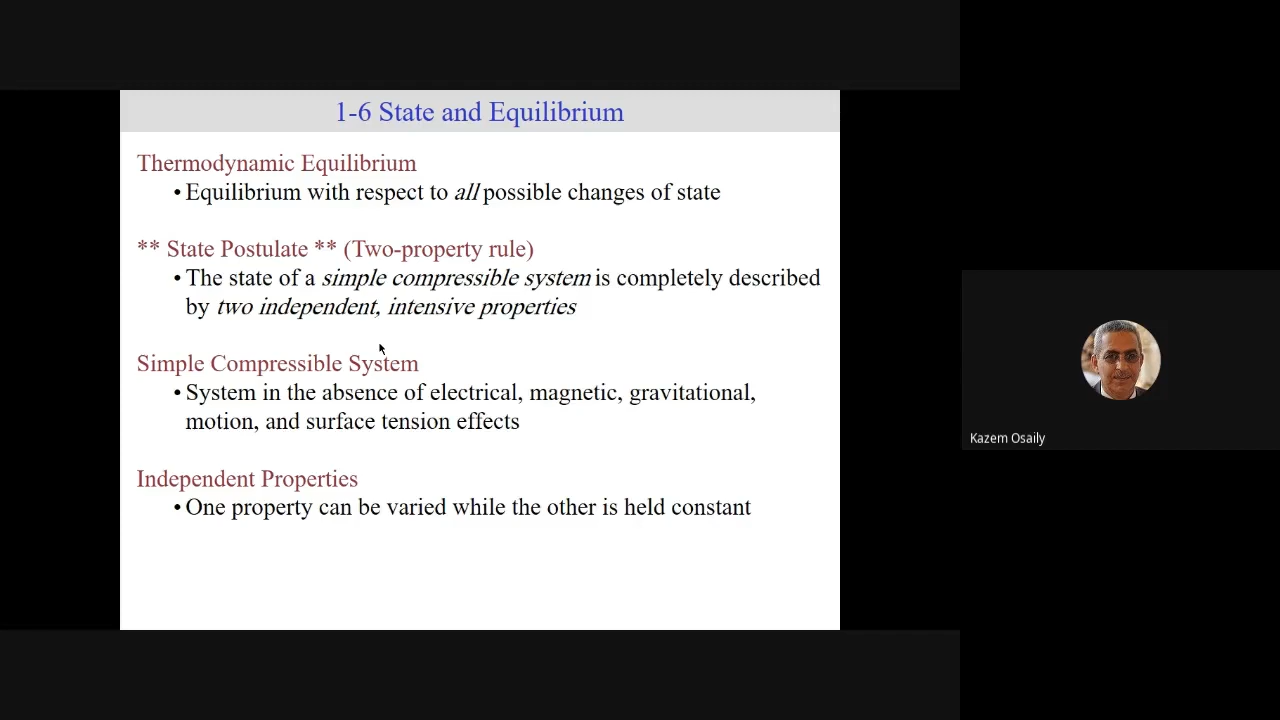 1-6 State and Equilibrium
Thermodynamic Equilibrium
• Equilibrium with respect to all possible changes of state
** State Postulate ** (Two-property rule)
• The state of a simple compressible system is completely described
by two independent, intensive properties
Simple Compressible System
• System in the absence of electrical, magnetic, gravitational,
motion, and surface tension effects
Independent Properties
• One property can be varied while the other is held constant
Kazem Osaily